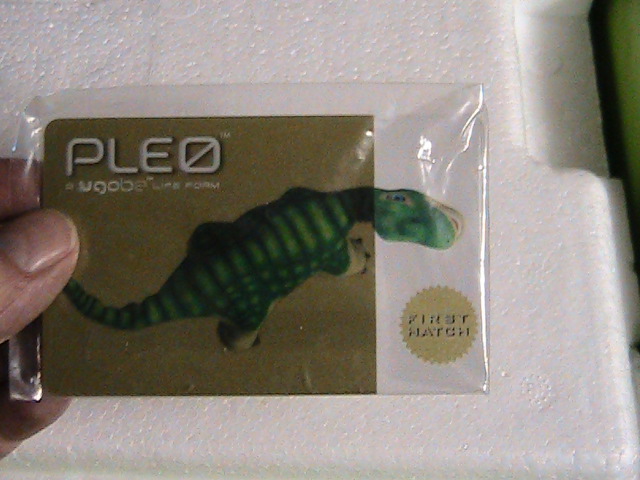 PLEO™
A ugobe™ LIFE FORM
FIRST
HATCH